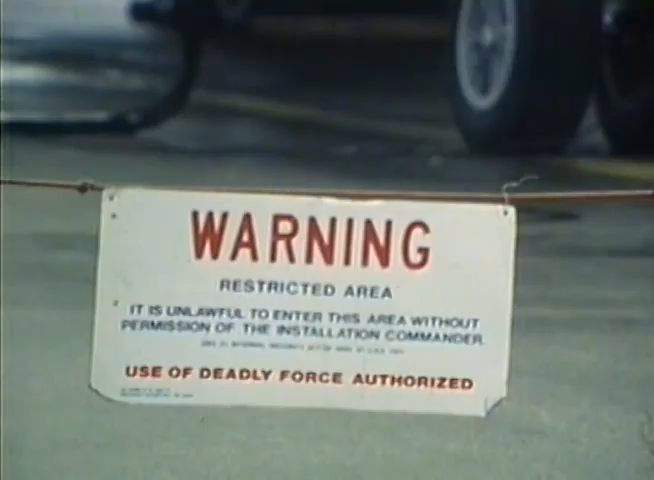 WARNING
RESTRICTED AREA
IT IS UNLAWFUL TO ENTER THIS AREA WITHOUT
PERMISSION OF THE INSTALLATION COMMANDER
USE OF DEADLY FORCE AUTHORIZED